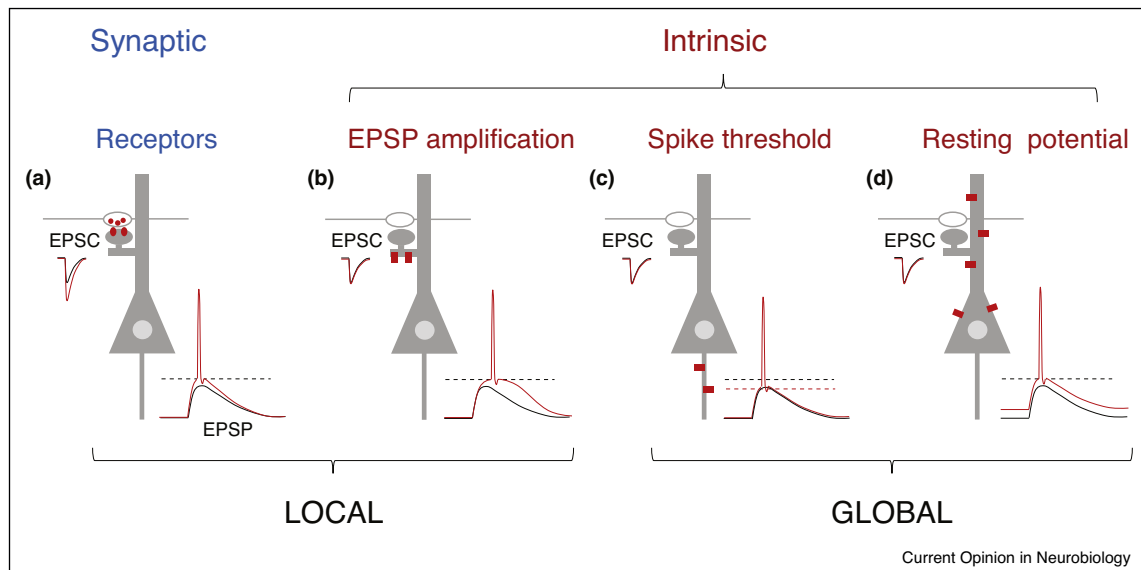 Synaptic
Intrinsic
Receptors
EPSP amplification
Spike threshold
Resting potential
(a)
(b)
(c)
(d)
EPSC
EPSC
EPSC
EPSC
EPSP
LOCAL
GLOBAL
Current Opinion in Neurobiology